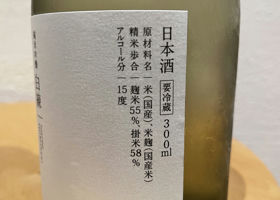 日本酒 要冷蔵 300ml
原材料名|米(国産)、米麹(国産米)
精米歩合|麹米55%、掛米58%
アルコール分|15度